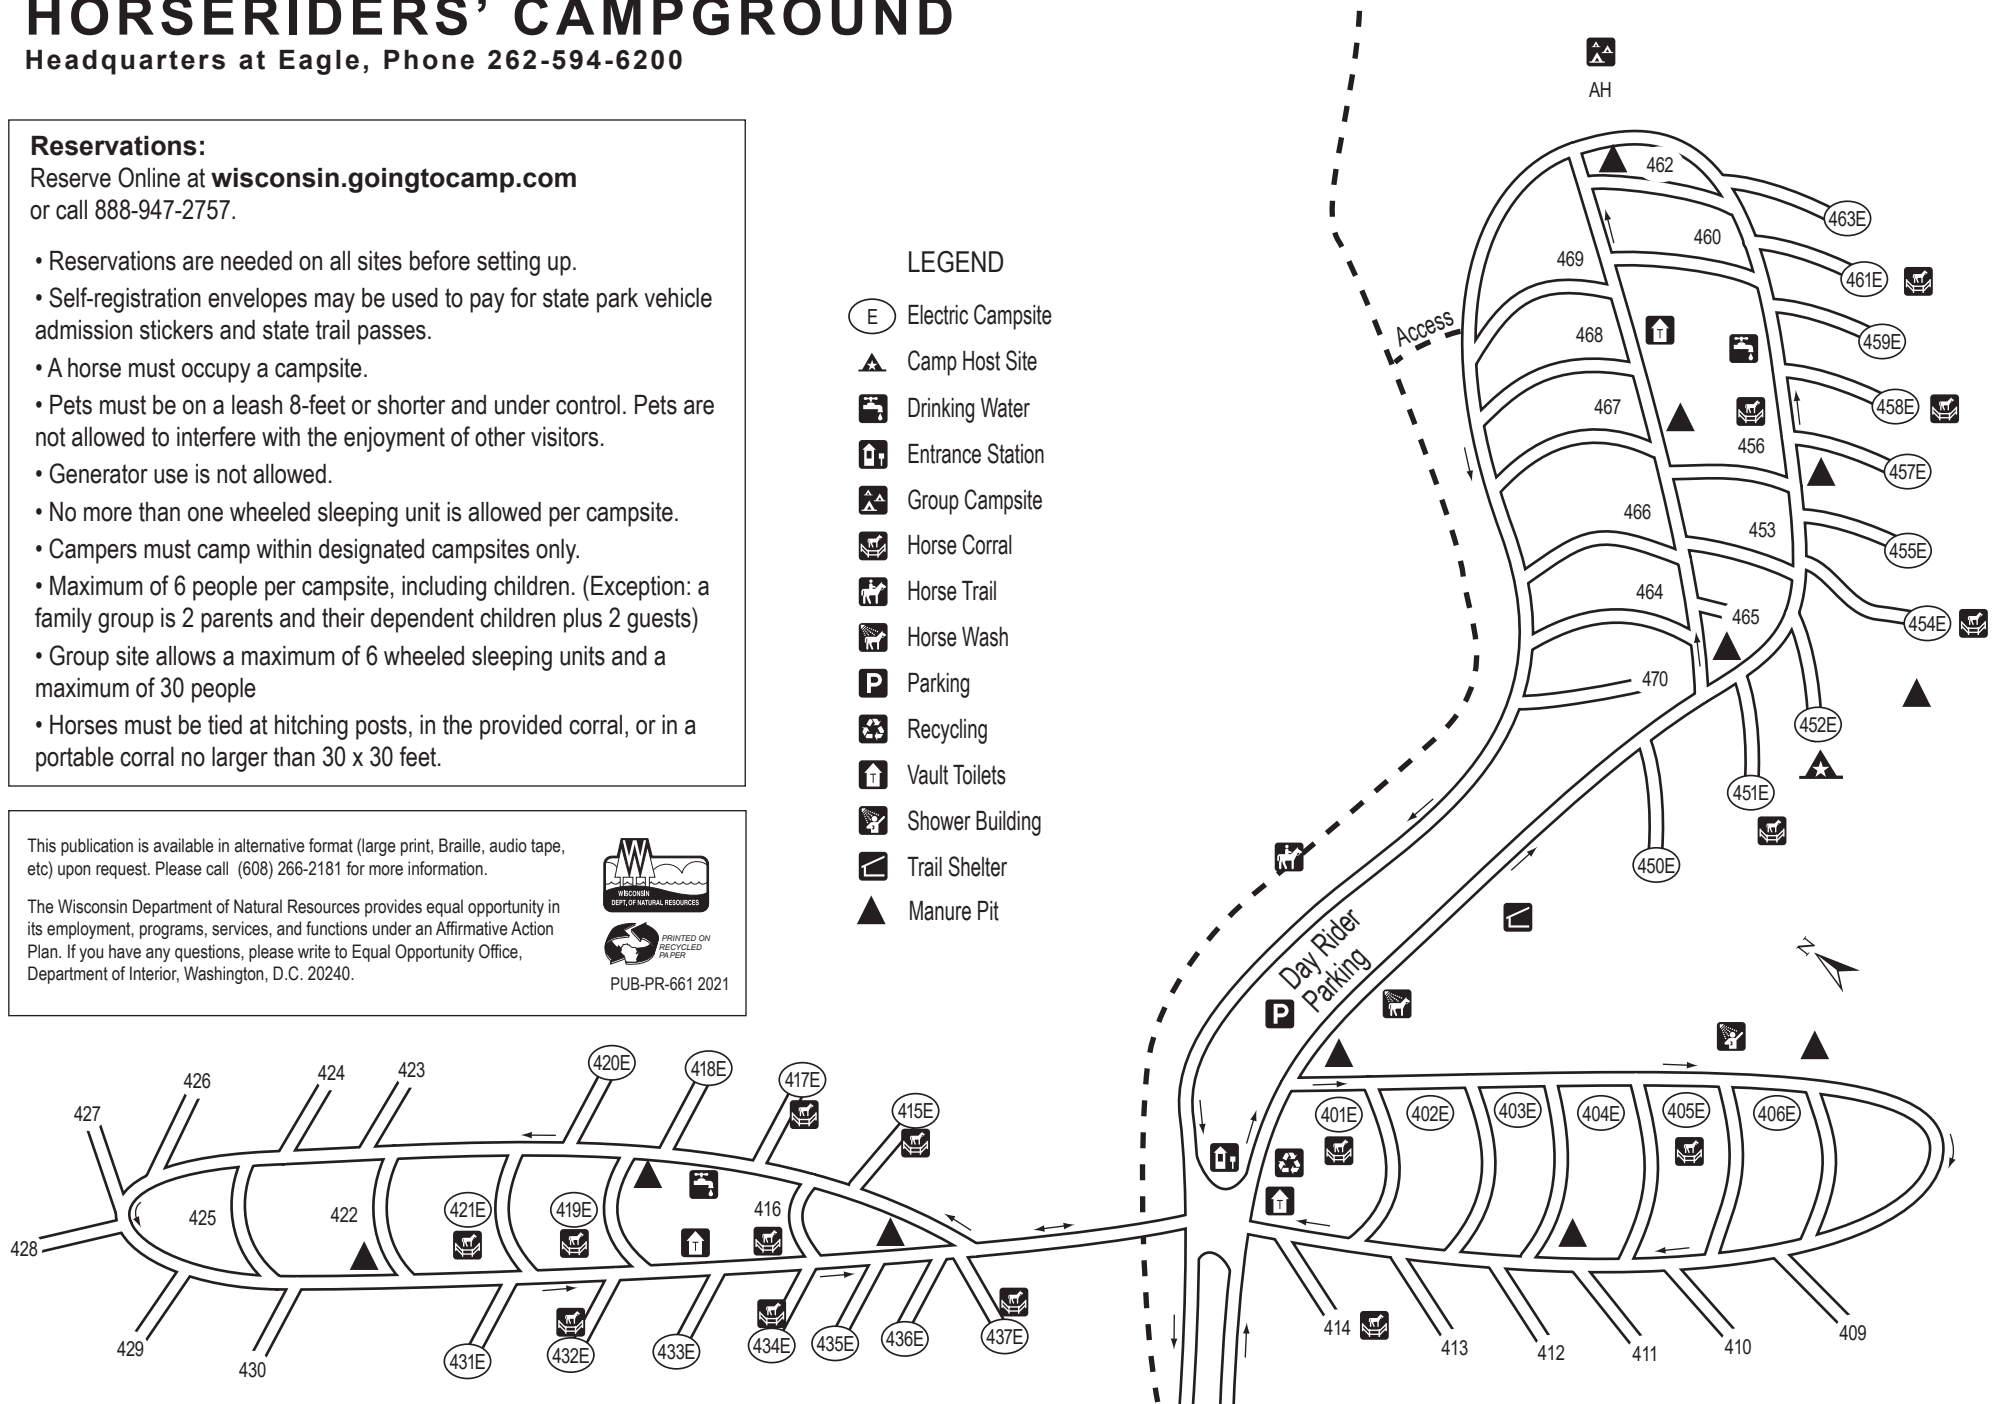 HORSERIDERS’ CAMPGROUND
Headquarters at Eagle, Phone 262-594-6200
Reservations:
Reserve Online at wisconsin.goingtocamp.com
or call 888-947-2757.
• Reservations are needed on all sites before setting up.
• Self-registration envelopes may be used to pay for state park vehicle
admission stickers and state trail passes.
• A horse must occupy a campsite.
• Pets must be on a leash 8-feet or shorter and under control. Pets are
not allowed to interfere with the enjoyment of other visitors.
• Generator use is not allowed.
• No more than one wheeled sleeping unit is allowed per campsite.
• Campers must camp within designated campsites only.
• Maximum of 6 people per campsite, including children. (Exception: a
family group is 2 parents and their dependent children plus 2 guests)
• Group site allows a maximum of 6 wheeled sleeping units and a
maximum of 30 people
• Horses must be tied at hitching posts, in the provided corral, or in a
portable corral no larger than 30 x 30 feet.
This publication is available in alternative format (large print, Braille, audio tape,
etc) upon request. Please call (608) 266-2181 for more information.
The Wisconsin Department of Natural Resources provides equal opportunity in
its employment, programs, services, and functions under an Affirmative Action
Plan. If you have any questions, please write to Equal Opportunity Office,
Department of Interior, Washington, D.C. 20240.
W
WISCONSIN
DEPT. OF NATURAL RESOURCES
PRINTED ON
RECYCLED
PAPER
PUB-PR-661 2021
LEGEND
E Electric Campsite
Camp Host Site
Drinking Water
Entrance Station
Group Campsite
Horse Corral
Horse Trail
Horse Wash
P Parking
Recycling
T Vault Toilets
Shower Building
Trail Shelter
Manure Pit
AH
462
463E
460
461E
469
459E
468
T
458E
467
456
457E
466
453
455E
464
465
454E
470
452E
451E
450E
Access
Day Rider
Parking
P
N
401E
402E
403E
404E
405E
406E
T
414
413
412
411
410
409
427
426
424
423
420E
418E
417E
415E
425
422
421E
419E
416
T
428
429
430
431E
432E
433E
434E
435E
436E
437E